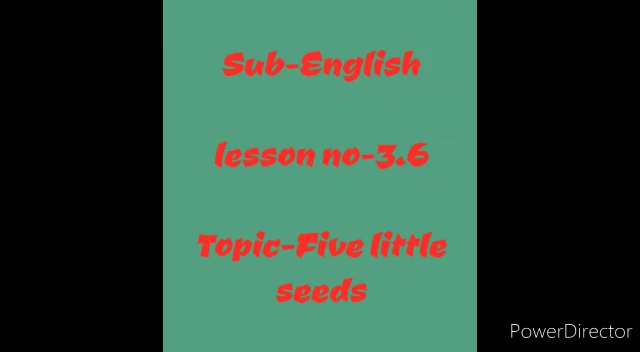 Sub-English
lesson no-3.6
Topic-Five little
seeds
PowerDirector